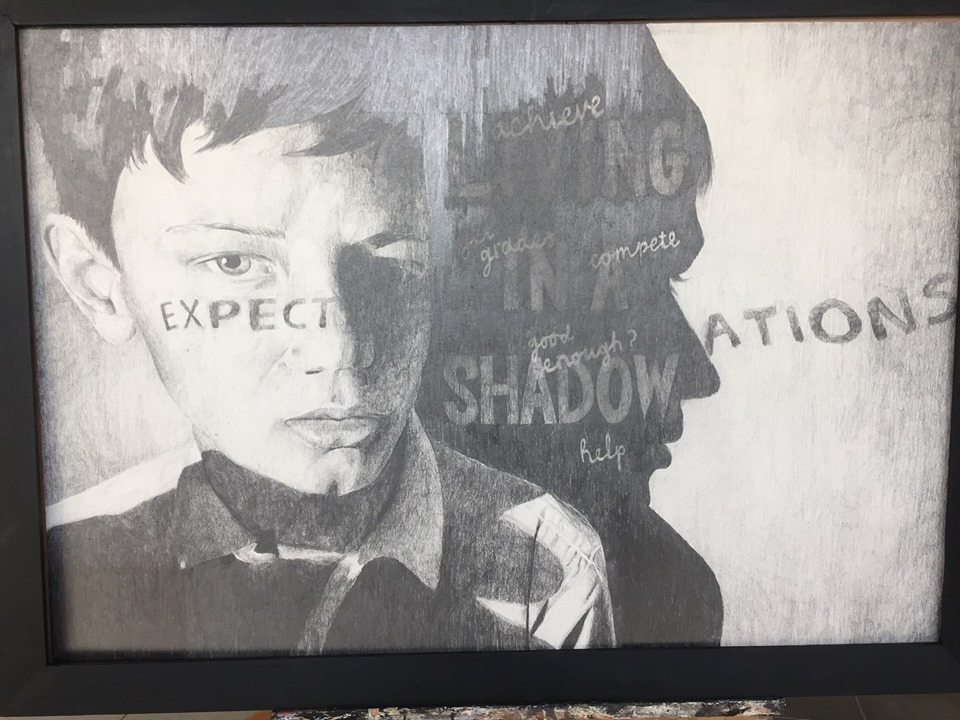 achieve
LIVING
grades
compete
IN A
EXPECT
ATIONS
good
enough?
SHADOW
help